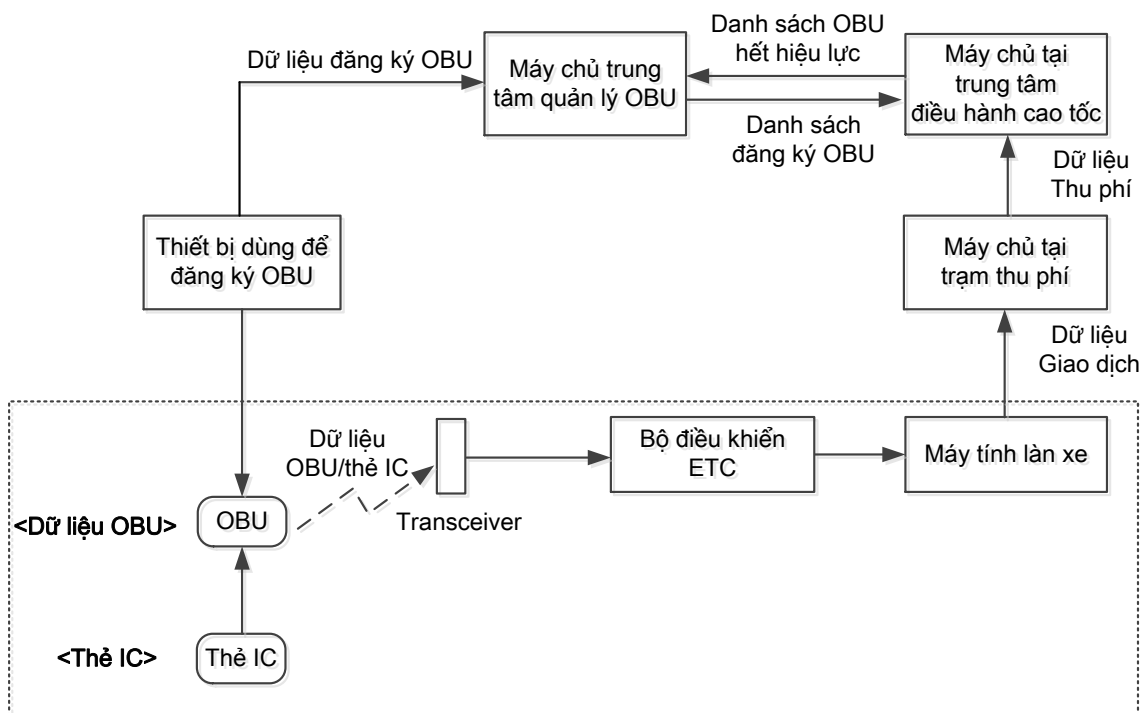 Dữ liệu đăng ký OBU
Máy chủ trung
tâm quản lý OBU
Danh sách OBU
hết hiệu lực
Danh sách
đăng ký OBU
Máy chủ tại
trung tâm
điều hành cao tốc
Dữ liệu
Thu phí
Thiết bị dùng để
đăng ký OBU
Máy chủ tại
trạm thu phí
Dữ liệu
Giao dịch
Dữ liệu
OBU/thẻ IC
Transceiver
Bộ điều khiển
ETC
Máy tính làn xe
<Dữ liệu OBU>
OBU
<Thẻ IC>
Thẻ IC